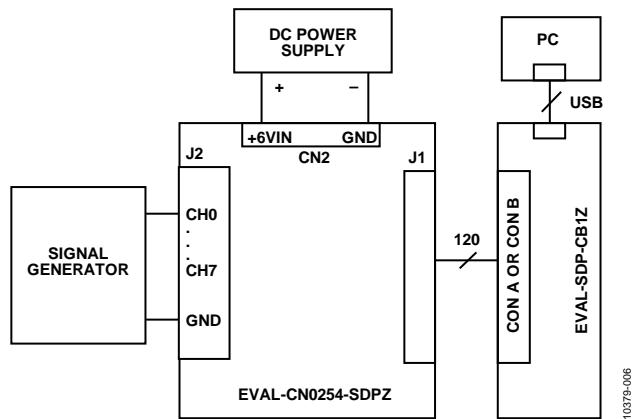 DC POWER
SUPPLY
PC
+ –
USB
+6VIN GND
CN2
J2
J1
CH0
.
.
.
CH7
GND
SIGNAL
GENERATOR
120
CON A OR CON B
EVAL-SDP-CB1Z
EVAL-CN0254-SDPZ
10379-006